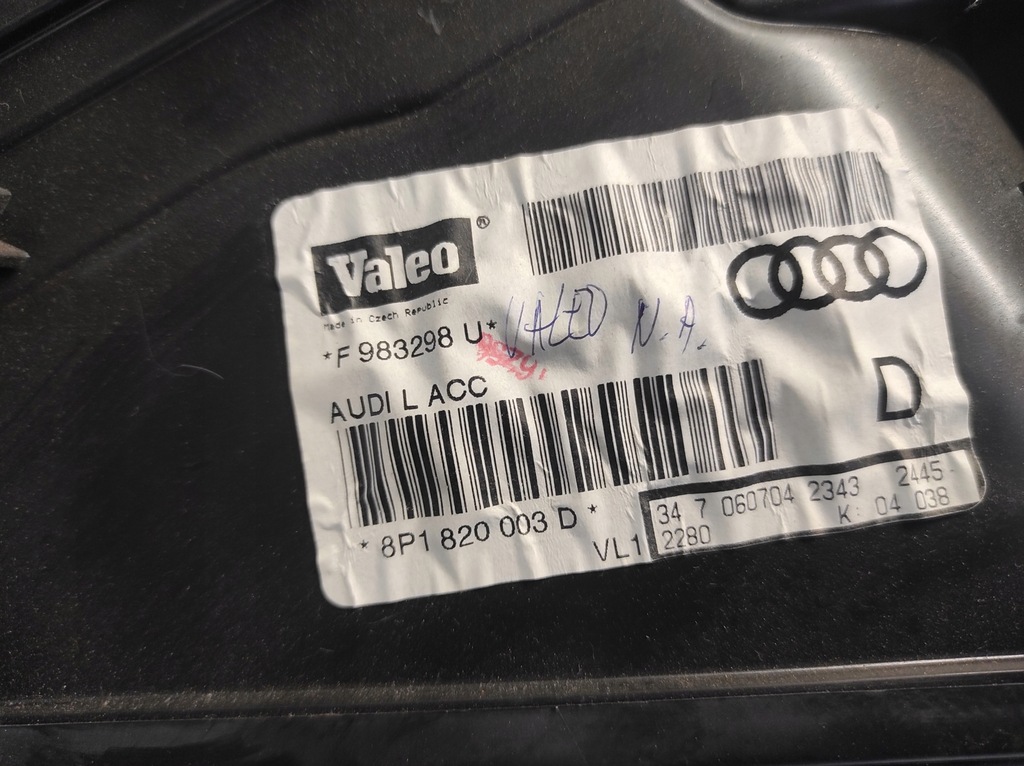 Valeo ®
Made in Czech Republic
*F 983298 U*
VALEO N.A.
AUDI L ACC
D
* 8P1 820 003 D *
VL1
34 7 060704 2343 2445-
2280 K: 04 038